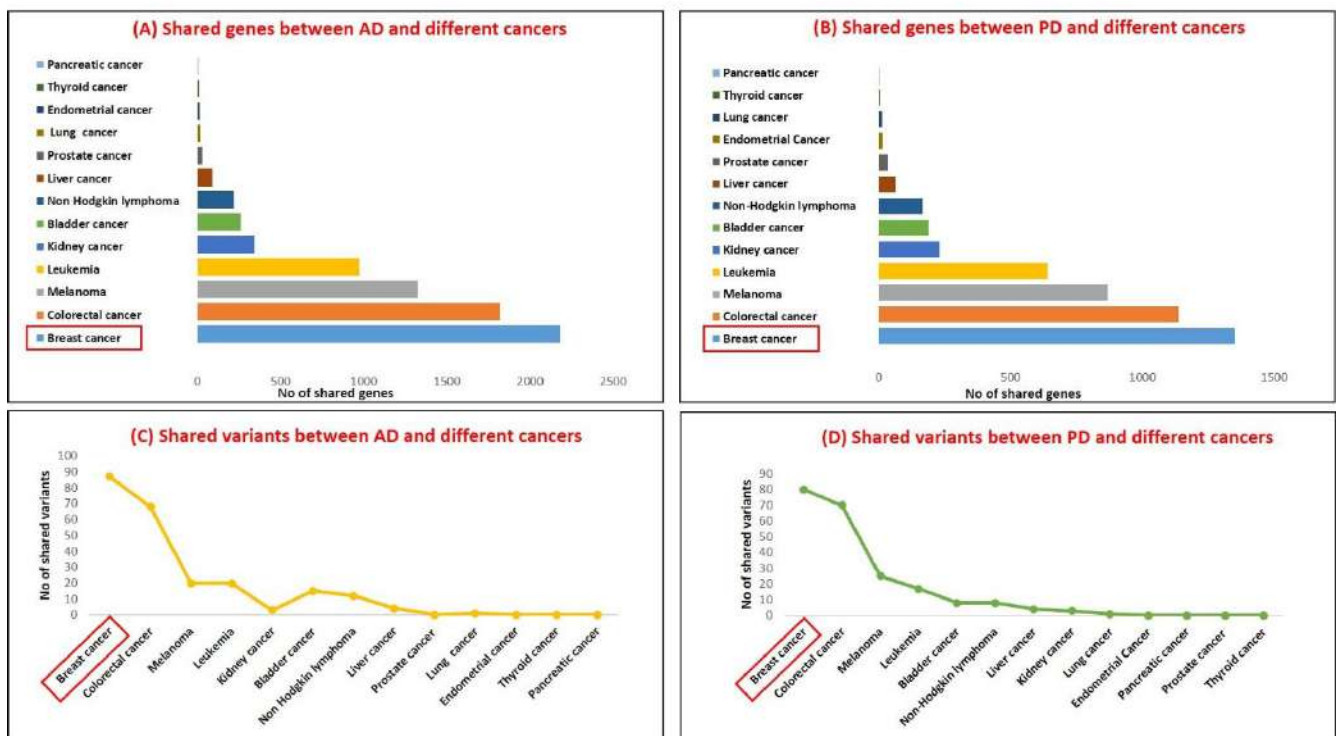 (A) Shared genes between AD and different cancers
Pancreatic cancer
Thyroid cancer
Endometrial cancer
Lung cancer
Prostate cancer
Liver cancer
Non Hodgkin lymphoma
Bladder cancer
Kidney cancer
Leukemia
Melanoma
Colorectal cancer
Breast cancer
0 500 1000 1500 2000 2500
No of shared genes
(B) Shared genes between PD and different cancers
Pancreatic cancer
Thyroid cancer
Lung cancer
Endometrial Cancer
Prostate cancer
Liver cancer
Non-Hodgkin lymphoma
Bladder cancer
Kidney cancer
Leukemia
Melanoma
Colorectal cancer
Breast cancer
0 500 1000 1500
No of shared genes
(C) Shared variants between AD and different cancers
No of shared variants
100
90
80
70
60
50
40
30
20
10
0
Breast cancer
Colorectal cancer
Melanoma
Leukemia
Kidney cancer
Bladder cancer
Non Hodgkin lymphoma
Liver cancer
Prostate cancer
Lung cancer
Endometrial cancer
Thyroid cancer
Pancreatic cancer
(D) Shared variants between PD and different cancers
No of shared variants
90
80
70
60
50
40
30
20
10
0
Breast cancer
Colorectal cancer
Melanoma
Leukemia
Bladder cancer
Non-Hodgkin lymphoma
Liver cancer
Kidney cancer
Lung cancer
Endometrial Cancer
Pancreatic cancer
Prostate cancer
Thyroid cancer